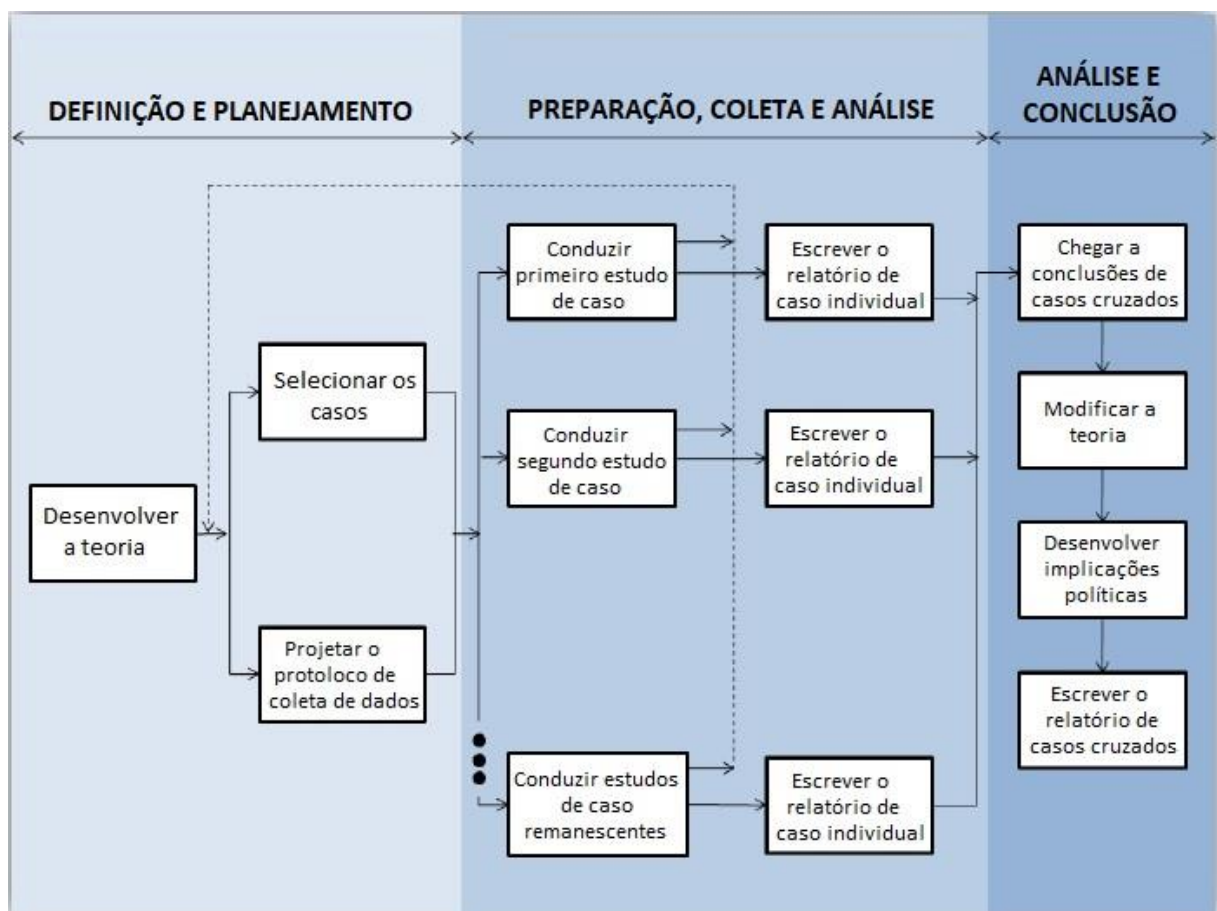 DEFINIÇÃO E PLANEJAMENTO
PREPARAÇÃO, COLETA E ANÁLISE
ANÁLISE E
CONCLUSÃO
Desenvolver
a teoria
Selecionar os
casos
Projetar o
protoloco de
coleta de dados
Conduzir
primeiro estudo
de caso
Escrever o
relatório de
caso individual
Conduzir
segundo estudo
de caso
Escrever o
relatório de
caso individual
Conduzir estudos
de caso
remanescentes
Escrever o
relatório de
caso individual
Chegar a
conclusões de
casos cruzados
Modificar a
teoria
Desenvolver
implicações
políticas
Escrever o
relatório de
casos cruzados